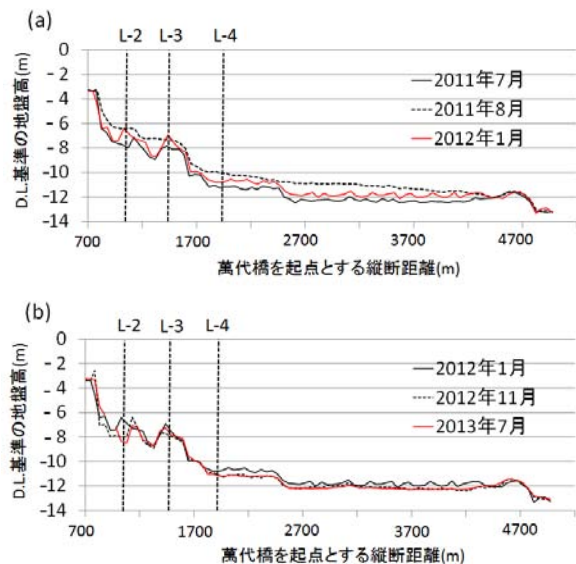 (a)
L-2 L-3 L-4
0
-2
-4
-6
-8
-10
-12
-14
D.L.基準の地盤高(m)
2011年7月
2011年8月
2012年1月
700 1700 2700 3700 4700
萬代橋を起点とする縦断距離(m)
(b)
L-2 L-3 L-4
0
-2
-4
-6
-8
-10
-12
-14
D.L.基準の地盤高(m)
2012年1月
2012年11月
2013年7月
700 1700 2700 3700 4700
萬代橋を起点とする縦断距離(m)